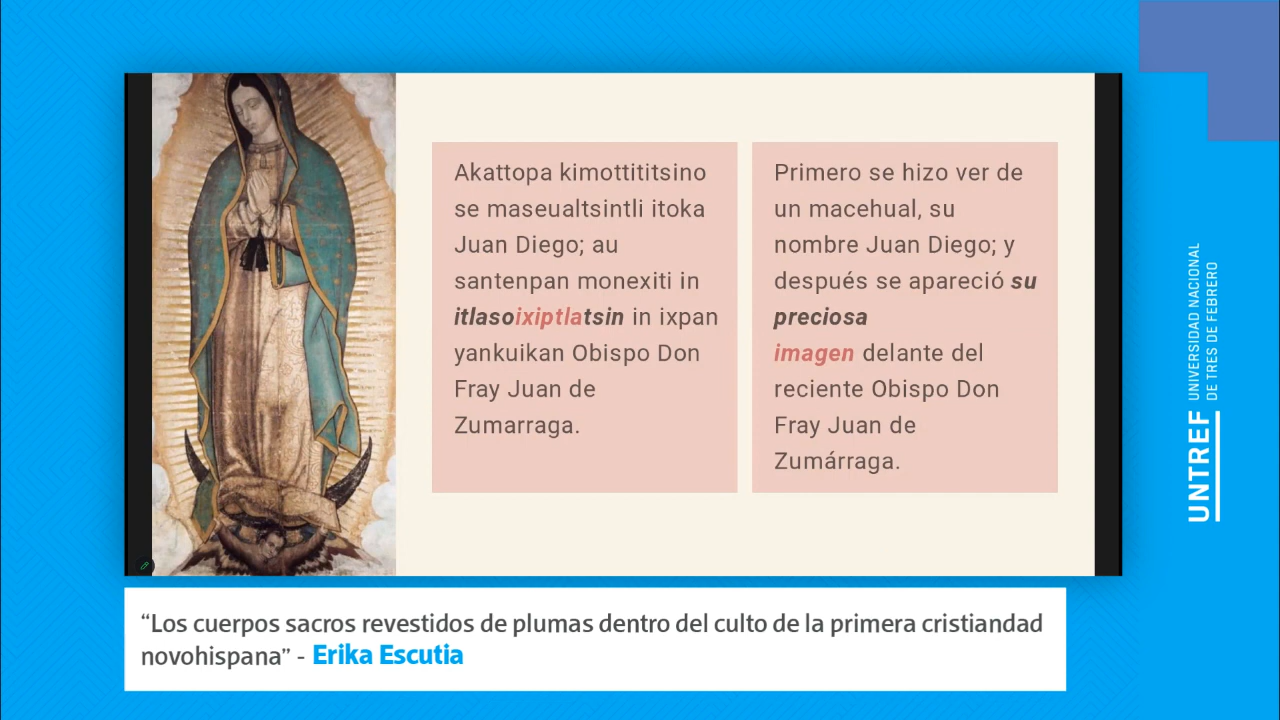 Akattopa kimottititsino
se maseualtsintli itoka
Juan Diego; au
santenpan monexiti in
itlasoixiptlatsin in ixpan
yankuikan Obispo Don
Fray Juan de
Zumarraga.
Primero se hizo ver de
un macehual, su
nombre Juan Diego; y
después se apareció su
preciosa
imagen delante del
reciente Obispo Don
Fray Juan de
Zumárraga.
“Los cuerpos sacros revestidos de plumas dentro del culto de la primera cristiandad
novohispana” - Erika Escutia
UNTREF
UNIVERSIDAD NACIONAL
DE TRES DE FEBRERO